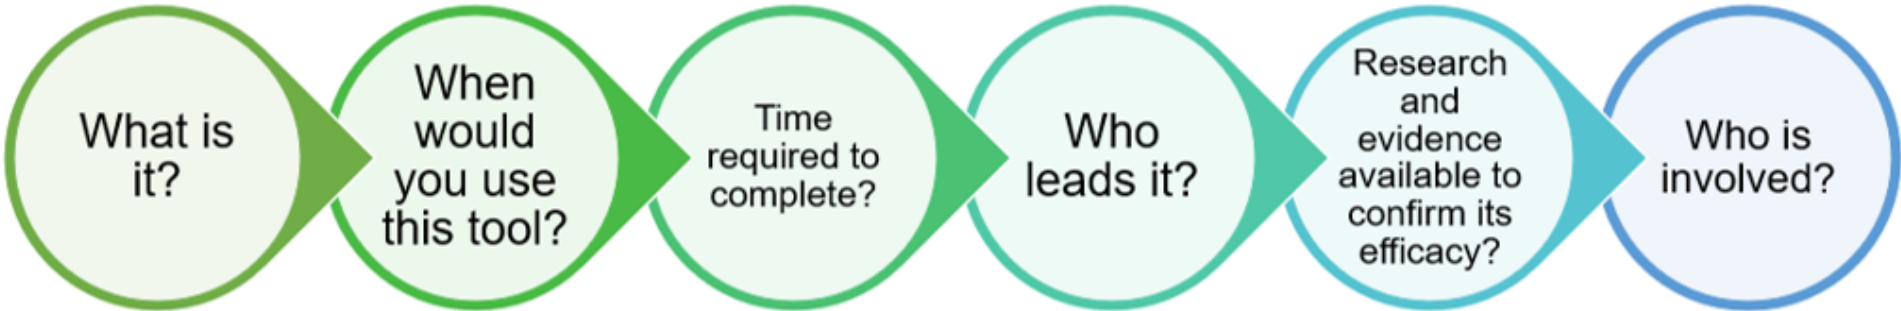 What is
it?
When
would
you use
this tool?
Time
required to
complete?
Who
leads it?
Research
and
evidence
available to
confirm its
efficacy?
Who is
involved?